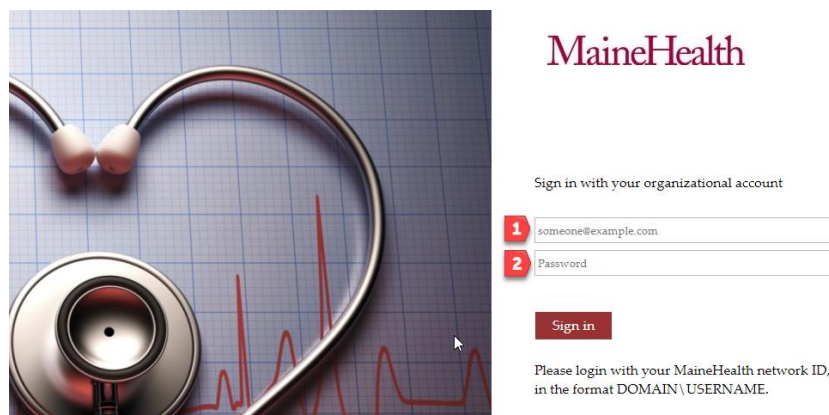 MaineHealth
Sign in with your organizational account
1 someone@example.com
2 Password
Sign in
Please login with your MaineHealth network ID,
in the format DOMAIN\USERNAME.